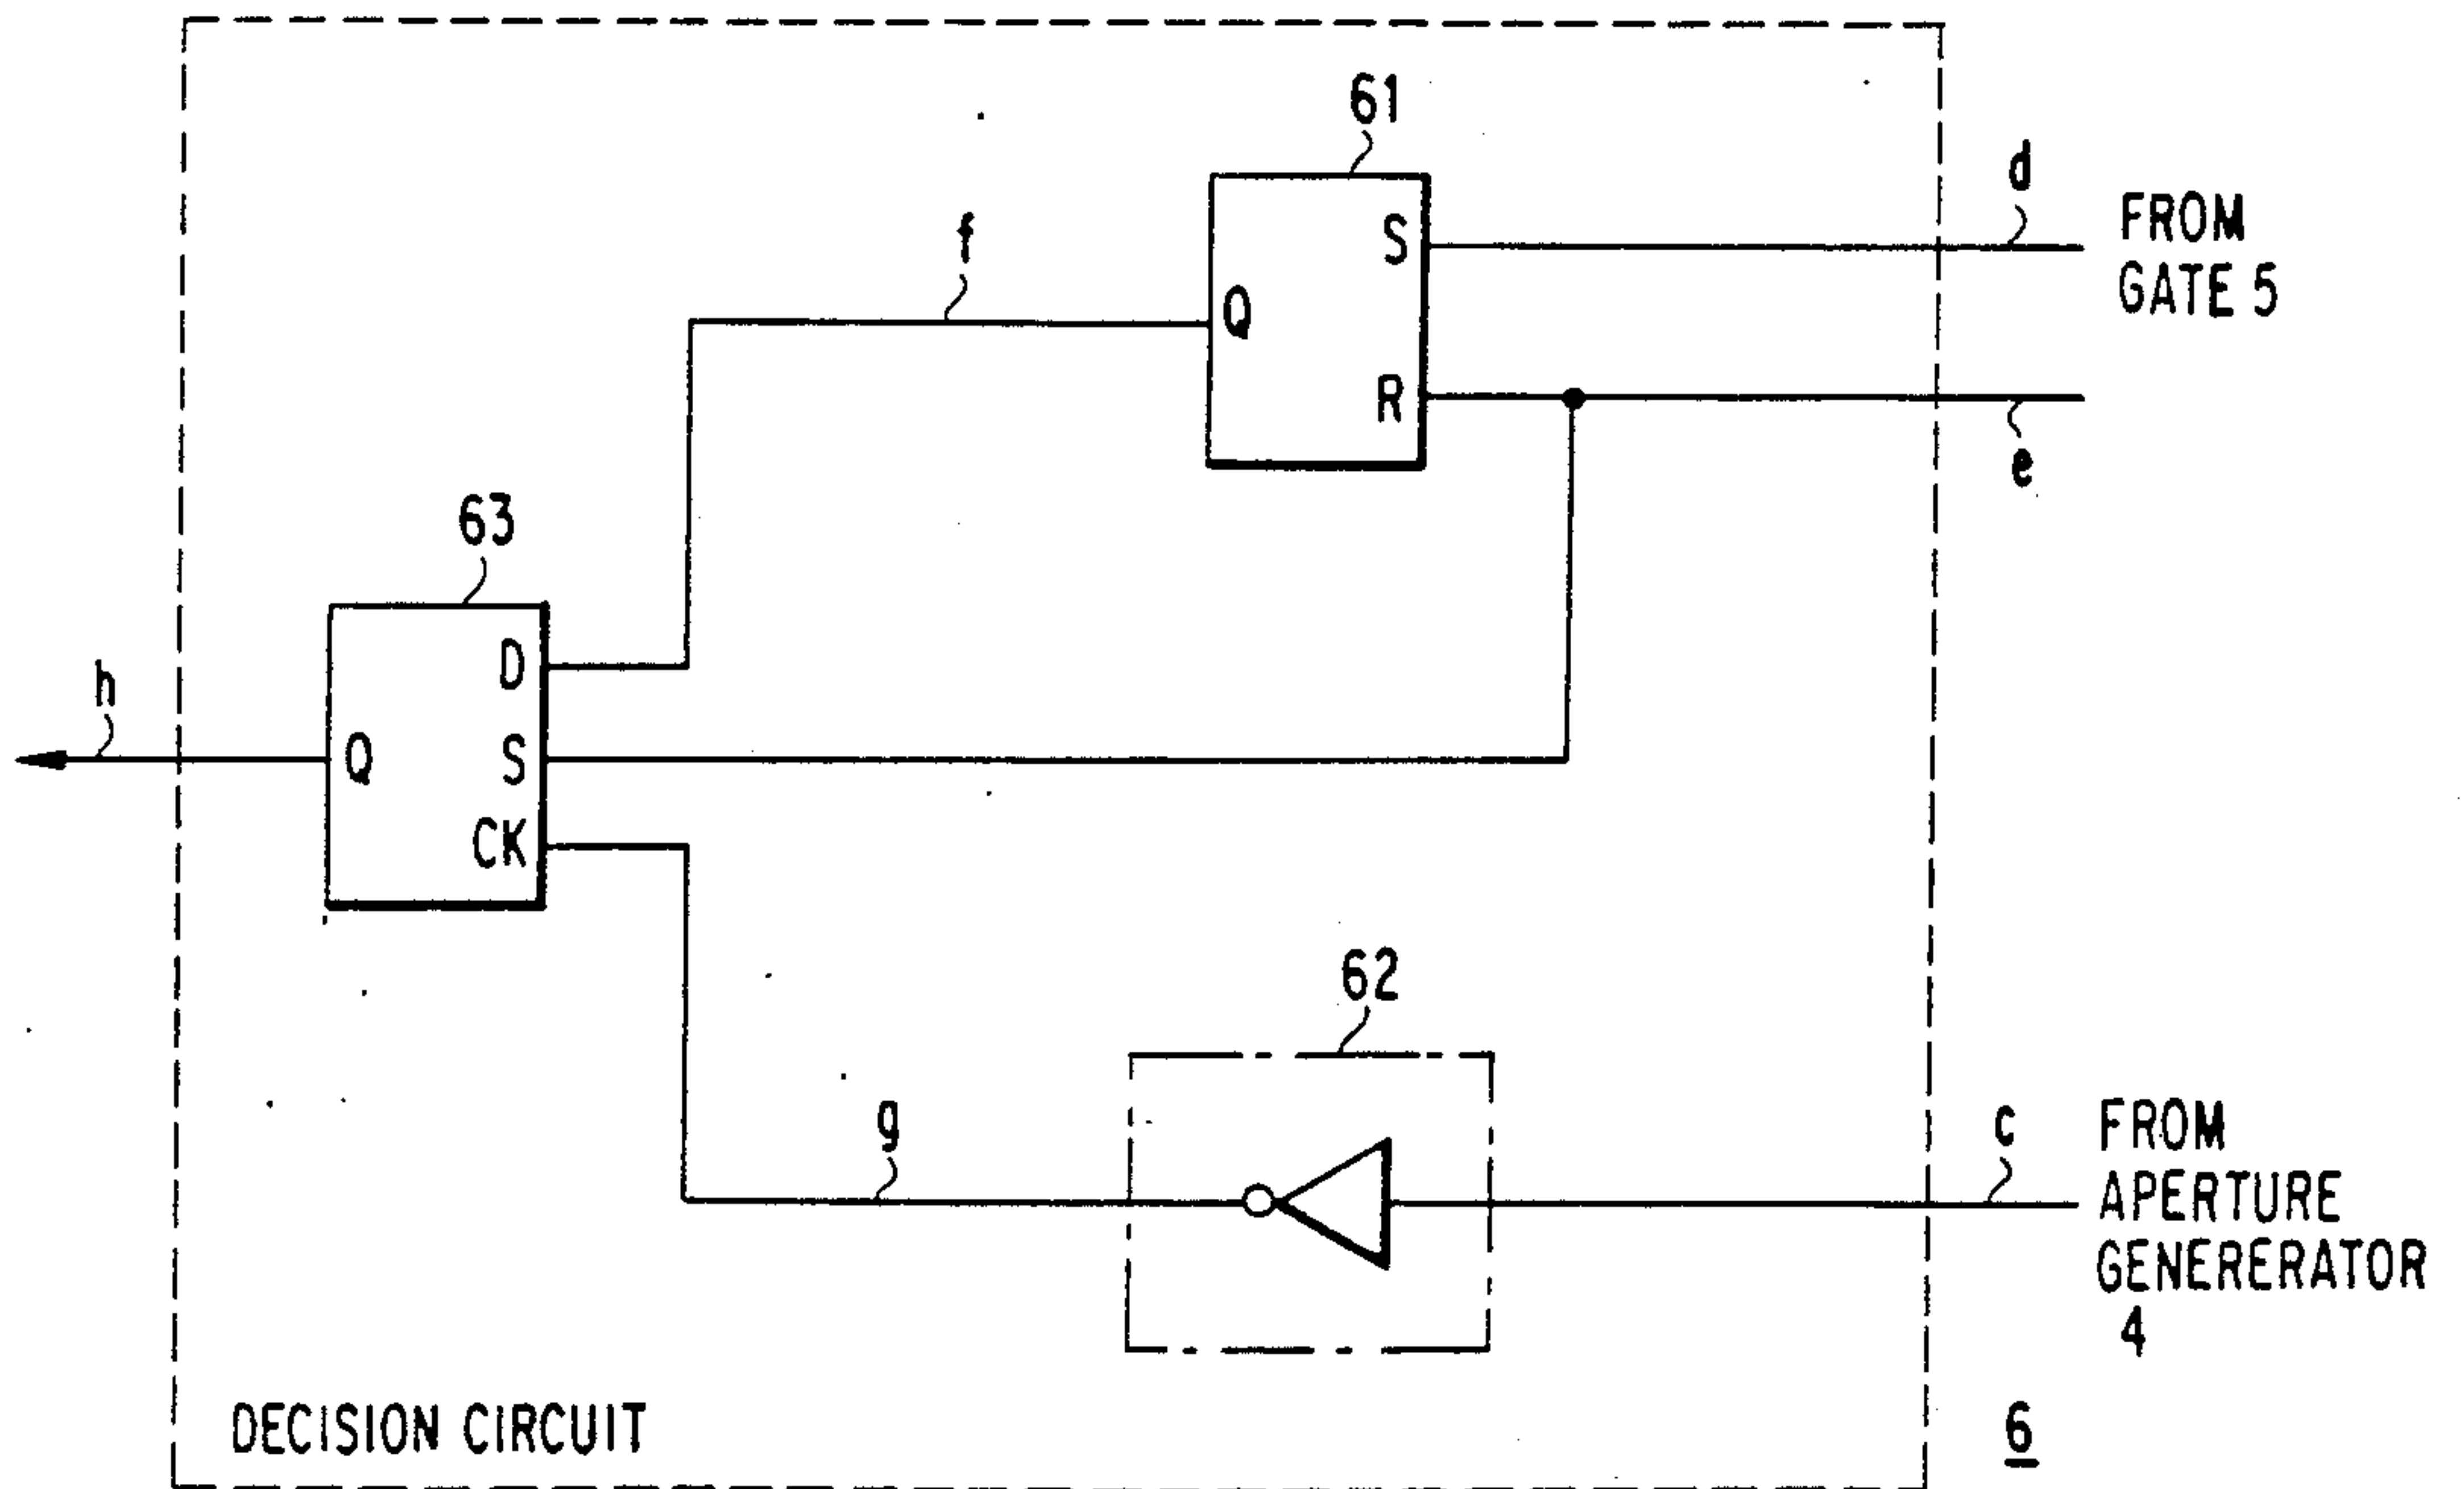 61
d
FROM
GATE 5
f
S
Q
R
e
63
D
h
Q
S
CK
62
g
c
FROM
APERTURE
GENERERATOR
4
DECISION CIRCUIT
6